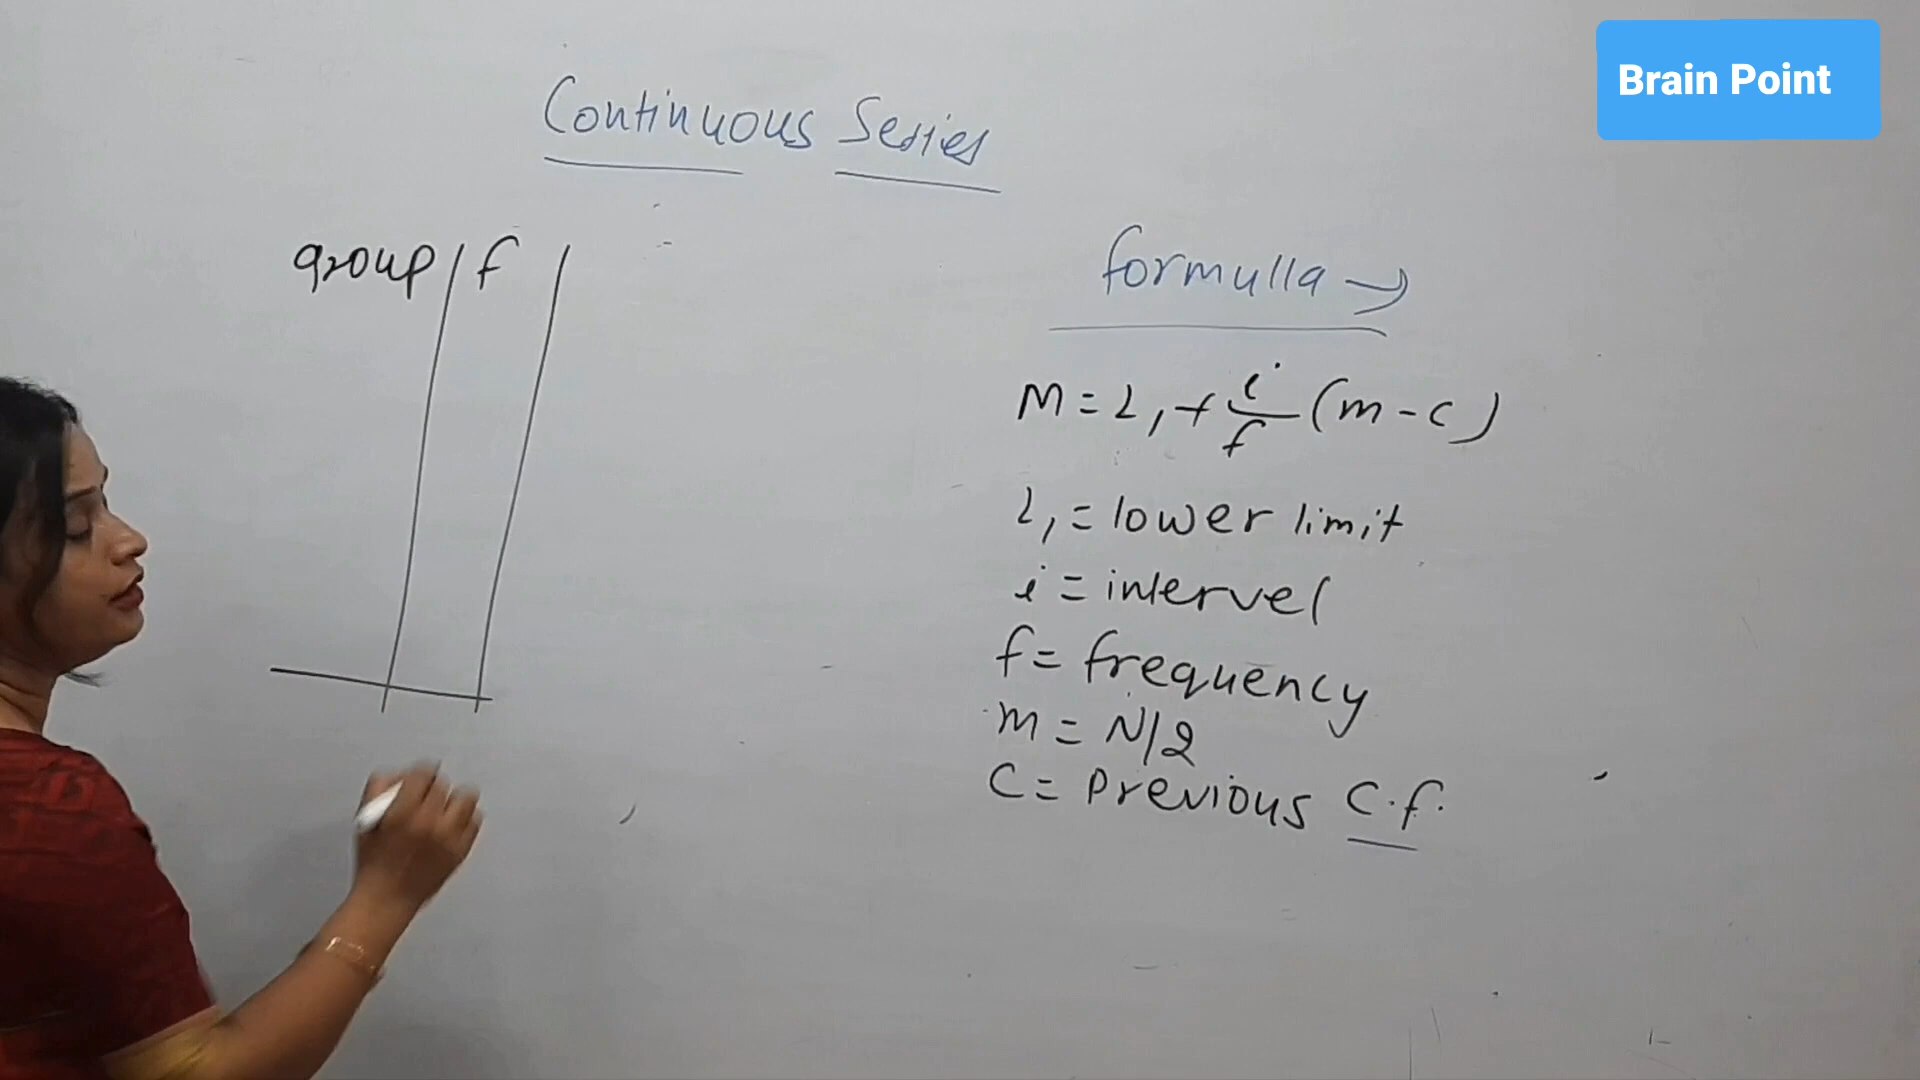 Brain Point
Continuous Series
group f
formulla →
M = L₁ + i/f (m - c)
L₁ = lower limit
i = intervel
f = frequency
m = N/2
C = Previous C.f.